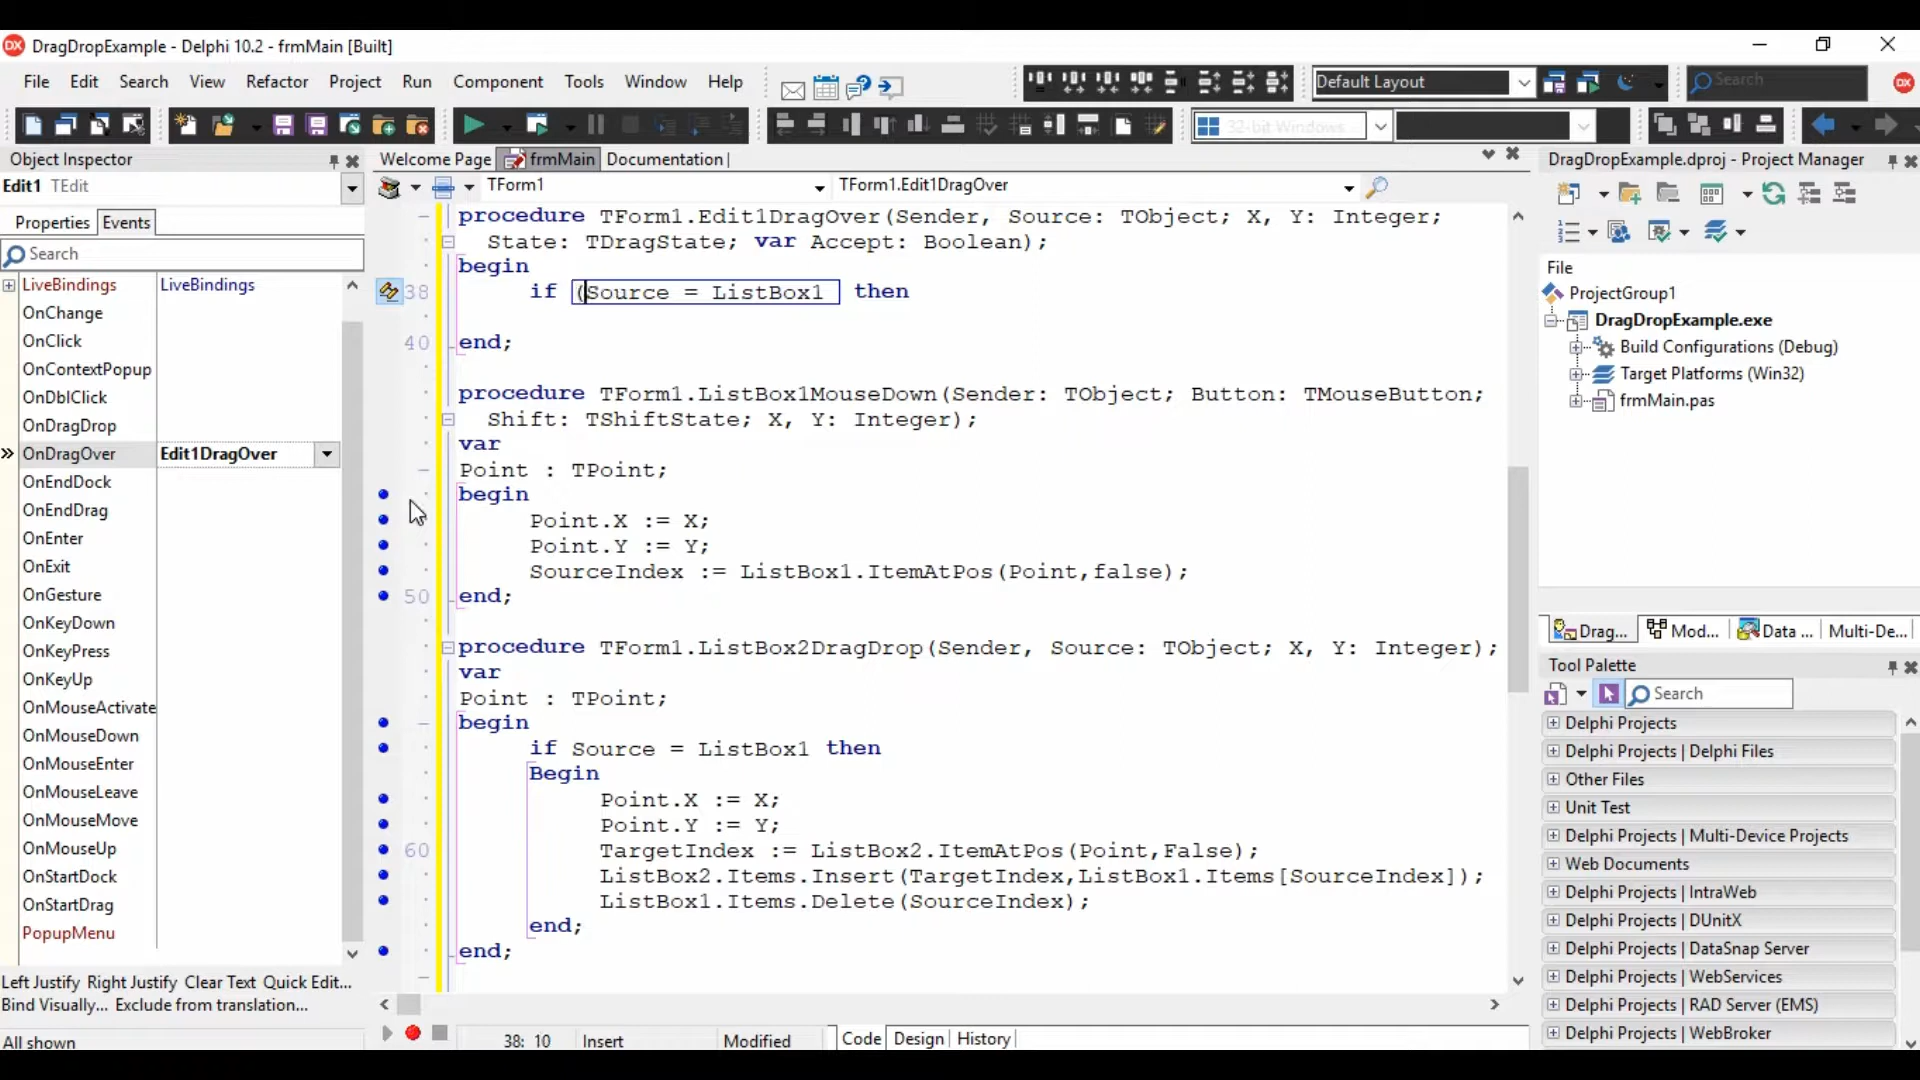 DX DragDropExample - Delphi 10.2 - frmMain [Built]
File Edit Search View Refactor Project Run Component Tools Window Help
Default Layout
Search
DX
32-bit Windows
Object Inspector
Edit1 TEdit
Properties Events
Search
LiveBindings LiveBindings
OnChange
OnClick
OnContextPopup
OnDblClick
OnDragDrop
OnDragOver Edit1DragOver
OnEndDock
OnEndDrag
OnEnter
OnExit
OnGesture
OnKeyDown
OnKeyPress
OnKeyUp
OnMouseActivate
OnMouseDown
OnMouseEnter
OnMouseLeave
OnMouseMove
OnMouseUp
OnStartDock
OnStartDrag
PopupMenu
Left Justify Right Justify Clear Text Quick Edit...
Bind Visually... Exclude from translation...
All shown
Welcome Page frmMain Documentation
TForm1 TForm1.Edit1DragOver
procedure TForm1.Edit1DragOver(Sender, Source: TObject; X, Y: Integer;
State: TDragState; var Accept: Boolean);
begin
38 if (Source = ListBox1 then
40 end;
procedure TForm1.ListBox1MouseDown(Sender: TObject; Button: TMouseButton;
Shift: TShiftState; X, Y: Integer);
var
Point : TPoint;
begin
Point.X := X;
Point.Y := Y;
SourceIndex := ListBox1.ItemAtPos(Point,false);
50 end;
procedure TForm1.ListBox2DragDrop(Sender, Source: TObject; X, Y: Integer);
var
Point : TPoint;
begin
if Source = ListBox1 then
Begin
Point.X := X;
Point.Y := Y;
60 TargetIndex := ListBox2.ItemAtPos(Point,False);
ListBox2.Items.Insert(TargetIndex,ListBox1.Items[SourceIndex]);
ListBox1.Items.Delete(SourceIndex);
end;
end;
38: 10 Insert Modified Code Design History
DragDropExample.dproj - Project Manager
File
ProjectGroup1
DragDropExample.exe
Build Configurations (Debug)
Target Platforms (Win32)
frmMain.pas
Drag... Mod... Data ... Multi-De...
Tool Palette
Search
Delphi Projects
Delphi Projects | Delphi Files
Other Files
Unit Test
Delphi Projects | Multi-Device Projects
Web Documents
Delphi Projects | IntraWeb
Delphi Projects | DUnitX
Delphi Projects | DataSnap Server
Delphi Projects | WebServices
Delphi Projects | RAD Server (EMS)
Delphi Projects | WebBroker